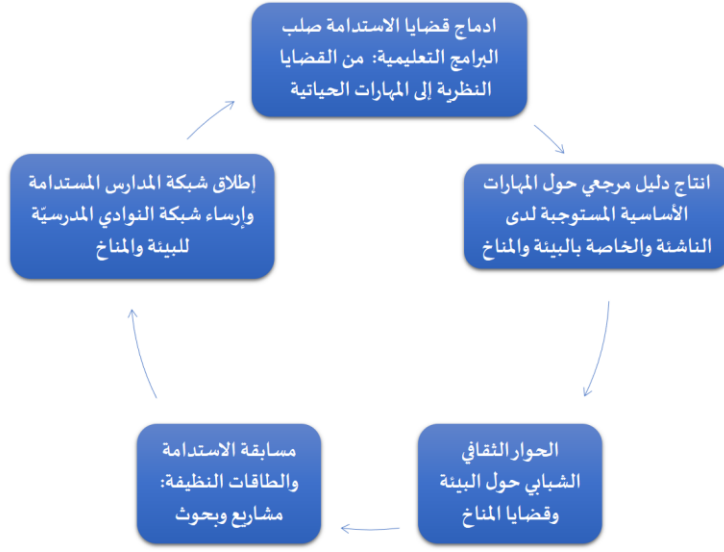 ادماج قضايا الاستدامة صلب
البرامج التعليمية: من القضايا
النظرية إلى المهارات الحياتية
انتاج دليل مرجعي حول المهارات
الأساسية المستوجبة لدى
الناشئة والخاصة بالبيئة والمناخ
الحوار الثقافي
الشبابي حول البيئة
وقضايا المناخ
مسابقة الاستدامة
والطاقات النظيفة:
مشاريع وبحوث
إطلاق شبكة المدارس المستدامة
وإرساء شبكة النوادي المدرسيّة
للبيئة والمناخ